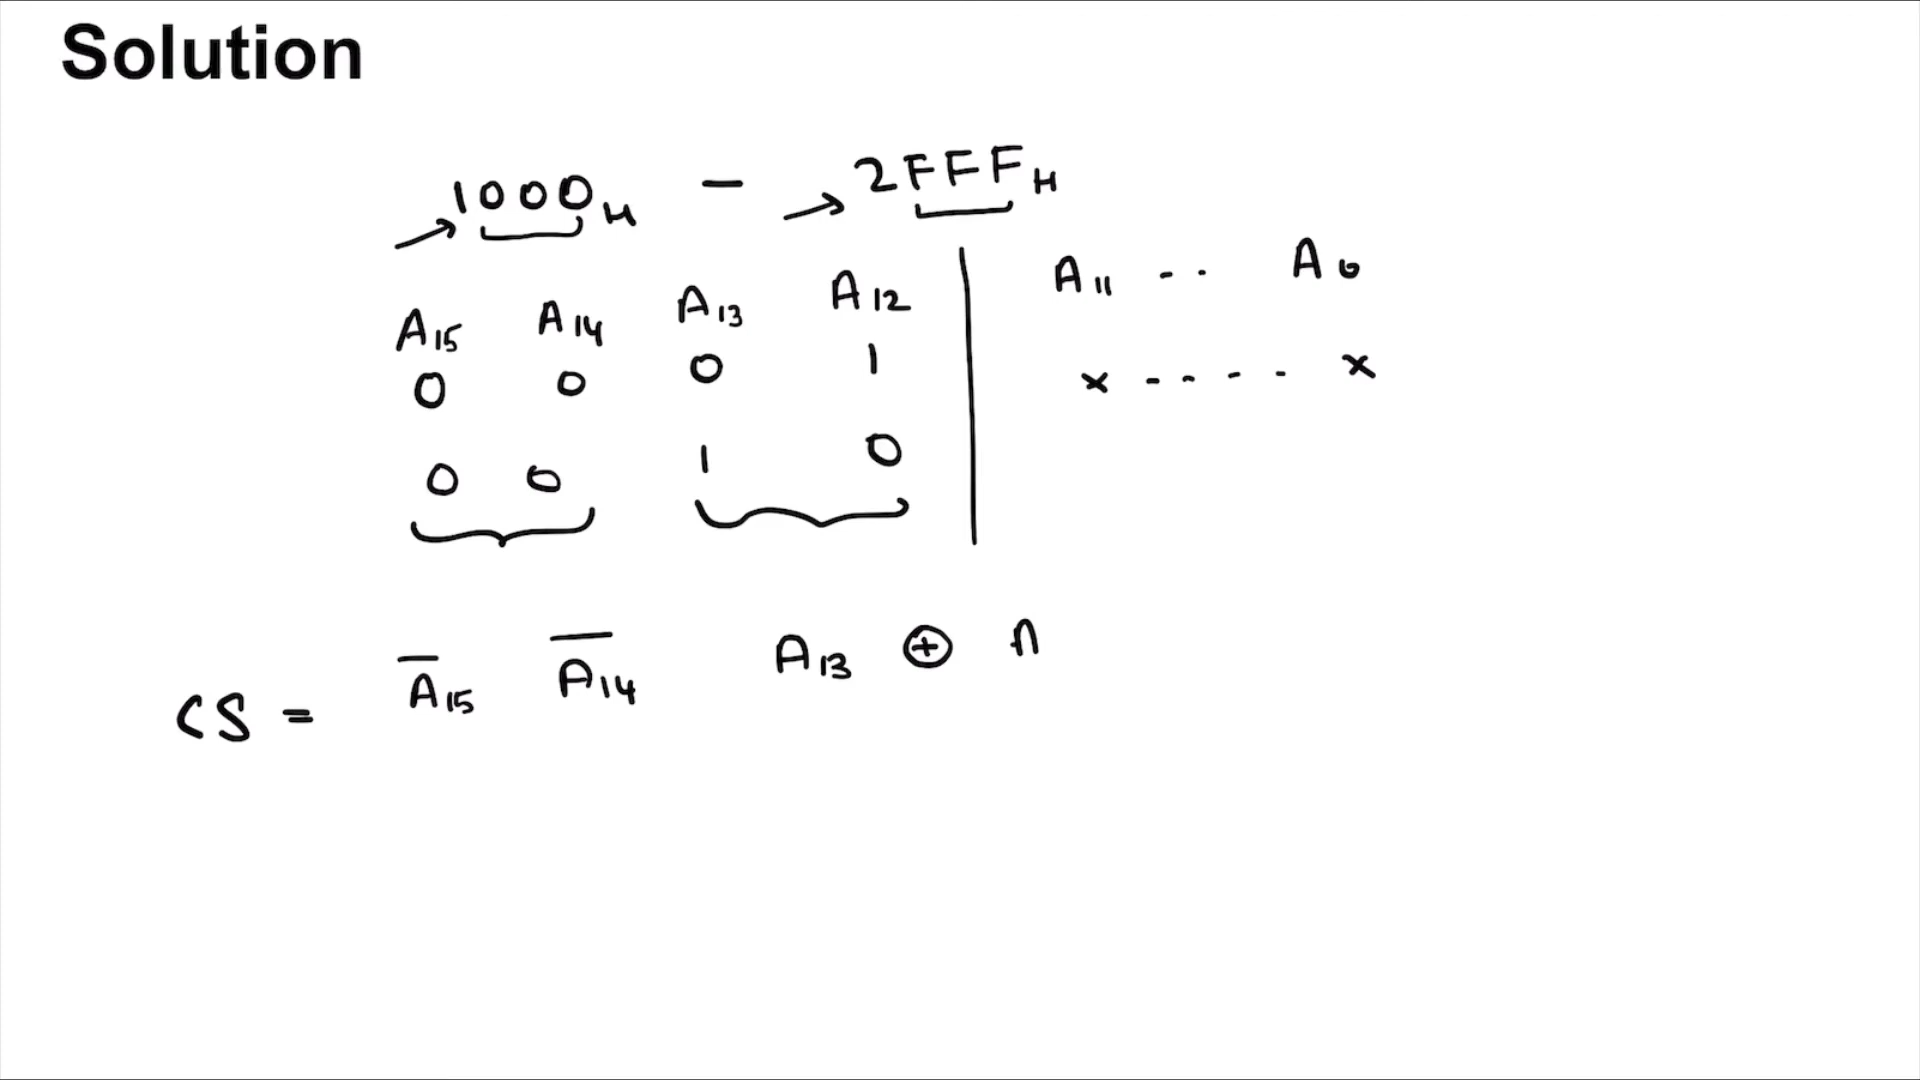 Solution
→1000H - →2FFFH
A15 A14 A13 A12 | A11 - - A0
0 0 0 1 x - - - - x
0 0 1 0
CS = A̅15 A̅14 A13 ⊕ A